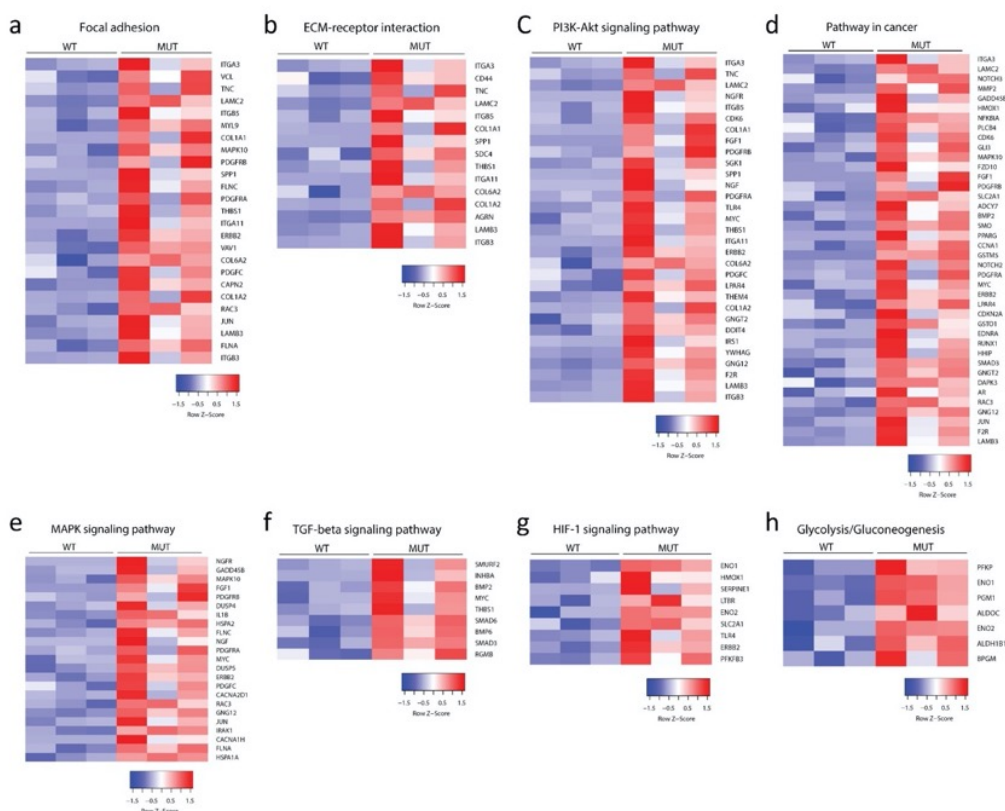 a
Focal adhesion
WT
MUT
ITGA3
VCL
TNC
LAMC2
ITGB5
MYL9
COL1A1
MAPK10
PDGFRB
SPP1
FLNC
PDGFRA
THBS1
ITGA11
ERBB2
VAV1
COL6A2
PDGFC
CAPN2
COL1A2
RAC3
JUN
LAMB3
FLNA
ITGB3
−1.5 −0.5 0.5 1.5
Row Z−Score
b
ECM-receptor interaction
WT
MUT
ITGA3
CD44
TNC
LAMC2
ITGB5
COL1A1
SPP1
SDC4
THBS1
ITGA11
COL6A2
COL1A2
AGRN
LAMB3
ITGB3
−1.5 −0.5 0.5 1.5
Row Z−Score
C
PI3K-Akt signaling pathway
WT
MUT
ITGA3
TNC
LAMC2
NGFR
ITGB5
CDK6
COL1A1
FGF1
PDGFRB
SGK1
SPP1
NGF
PDGFRA
TLR4
MYC
THBS1
ITGA11
ERBB2
COL6A2
PDGFC
LPAR4
THEM4
COL1A2
GNGT2
DDIT4
IRS1
YWHAG
GNG12
F2R
LAMB3
ITGB3
−1.5 −0.5 0.5 1.5
Row Z−Score
d
Pathway in cancer
WT
MUT
ITGA3
LAMC2
NOTCH3
MMP2
GADD45B
HMOX1
NFKBIA
PLCB4
CDK6
GLI3
MAPK10
FZD10
FGF1
PDGFRB
SLC2A1
ADCY7
BMP2
SMO
PPARG
CCNA1
GSTM5
NOTCH2
PDGFRA
MYC
ERBB2
LPAR4
CDKN2A
GSTO1
EDNRA
RUNX1
HHIP
SMAD3
GNGT2
DAPK3
AR
RAC3
GNG12
JUN
F2R
LAMB3
−1.5 −0.5 0.5 1.5
Row Z−Score
e
MAPK signaling pathway
WT
MUT
NGFR
GADD45B
MAPK10
FGF1
PDGFRB
DUSP4
IL1B
HSPA2
FLNC
NGF
PDGFRA
MYC
DUSP5
ERBB2
PDGFC
CACNA2D1
RAC3
GNG12
JUN
IRAK1
CACNA1H
FLNA
HSPA1A
−1.5 −0.5 0.5 1.5
Row Z−Score
f
TGF-beta signaling pathway
WT
MUT
SMURF2
INHBA
BMP2
MYC
THBS1
SMAD6
BMP6
SMAD3
RGMB
−1.5 −0.5 0.5 1.5
Row Z−Score
g
HIF-1 signaling pathway
WT
MUT
ENO1
HMOX1
SERPINE1
LTBR
ENO2
SLC2A1
TLR4
ERBB2
PFKFB3
−1.5 −0.5 0.5 1.5
Row Z−Score
h
Glycolysis/Gluconeogenesis
WT
MUT
PFKP
ENO1
PGM1
ALDOC
ENO2
ALDH3B1
BPGM
−1.5 −0.5 0.5 1.5
Row Z−Score